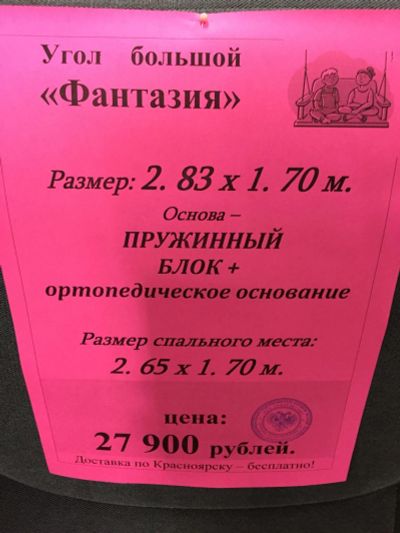 Угол большой
«Фантазия»
Размер: 2. 83 х 1. 70 м.
Основа –
ПРУЖИННЫЙ
БЛОК +
ортопедическое основание
Размер спального места:
2. 65 х 1. 70 м.
цена:
27 900 рублей.
Доставка по Красноярску – бесплатно!